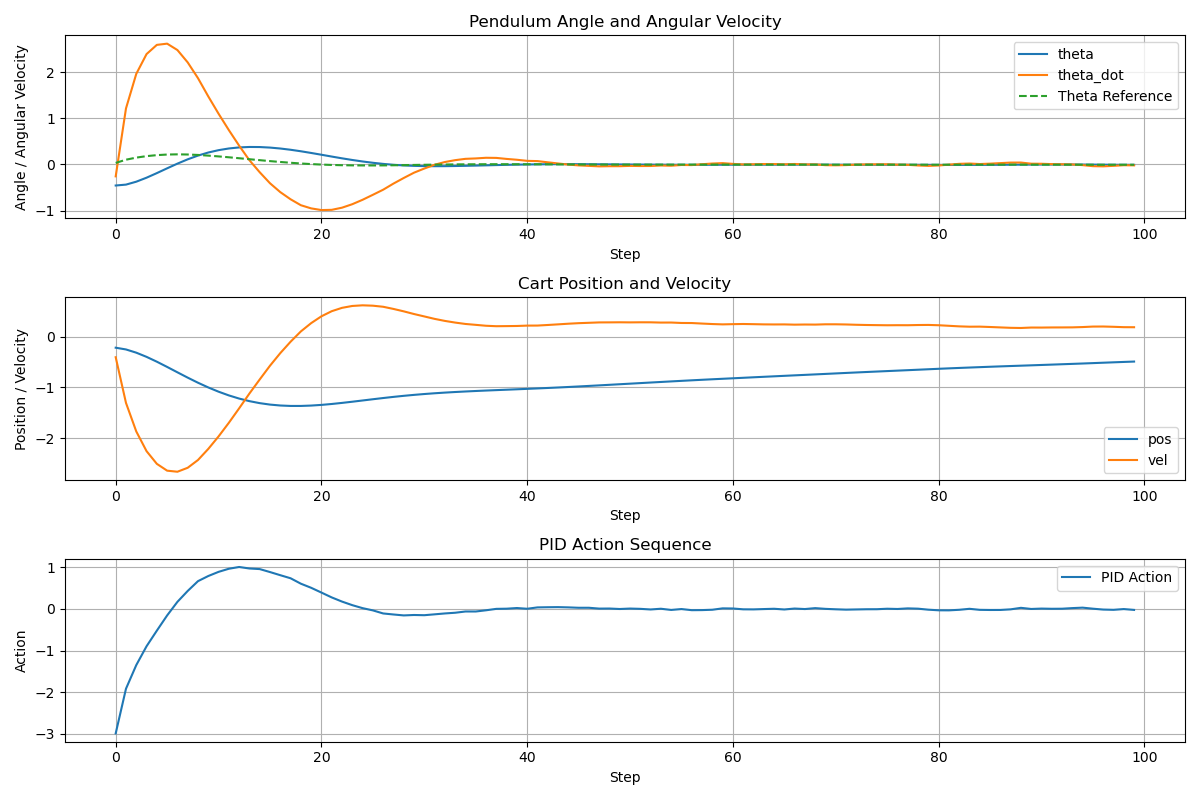 Pendulum Angle and Angular Velocity
Angle / Angular Velocity
2
1
0
−1
theta
theta_dot
Theta Reference
0 20 40 60 80 100
Step
Cart Position and Velocity
Position / Velocity
0
−1
−2
pos
vel
0 20 40 60 80 100
Step
PID Action Sequence
Action
1
0
−1
−2
−3
PID Action
0 20 40 60 80 100
Step